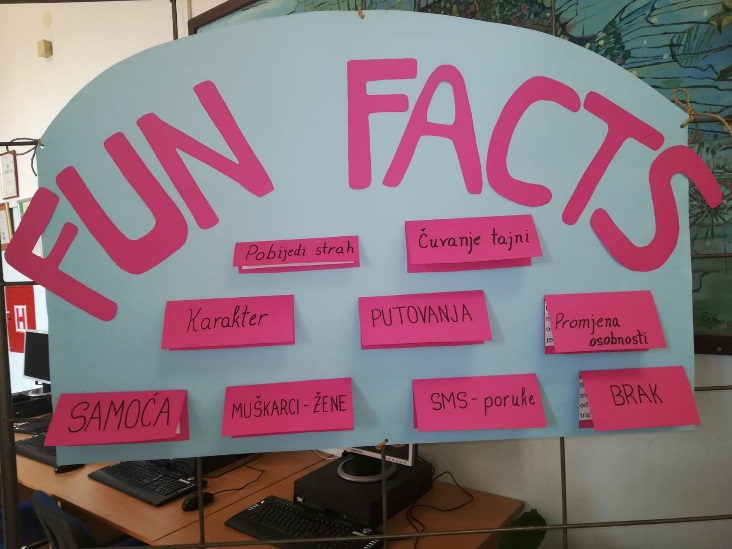 FUN FACTS
Pobijedi strah
Čuvanje tajni
Karakter
PUTOVANJA
Promjena
osobnosti
SAMOĆA
MUŠKARCI - ŽENE
SMS - poruke
BRAK
H